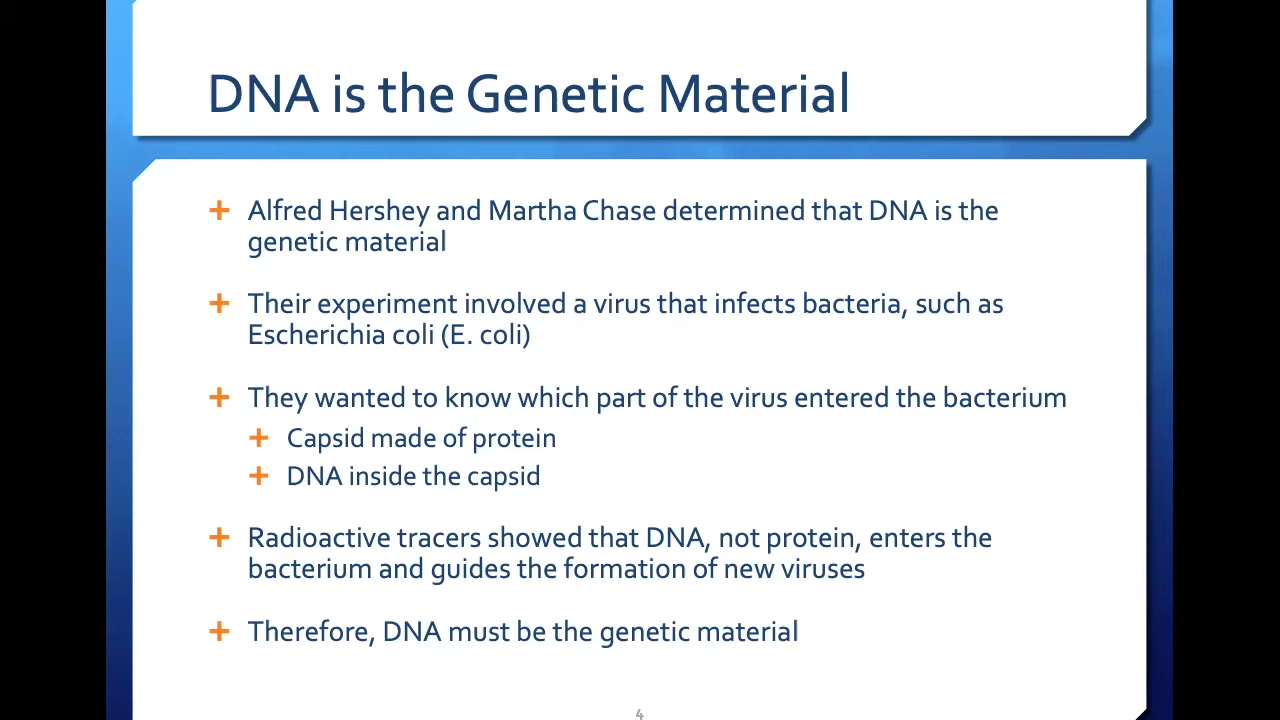 DNA is the Genetic Material
Alfred Hershey and Martha Chase determined that DNA is the
genetic material
Their experiment involved a virus that infects bacteria, such as
Escherichia coli (E. coli)
They wanted to know which part of the virus entered the bacterium
Capsid made of protein
DNA inside the capsid
Radioactive tracers showed that DNA, not protein, enters the
bacterium and guides the formation of new viruses
Therefore, DNA must be the genetic material
4